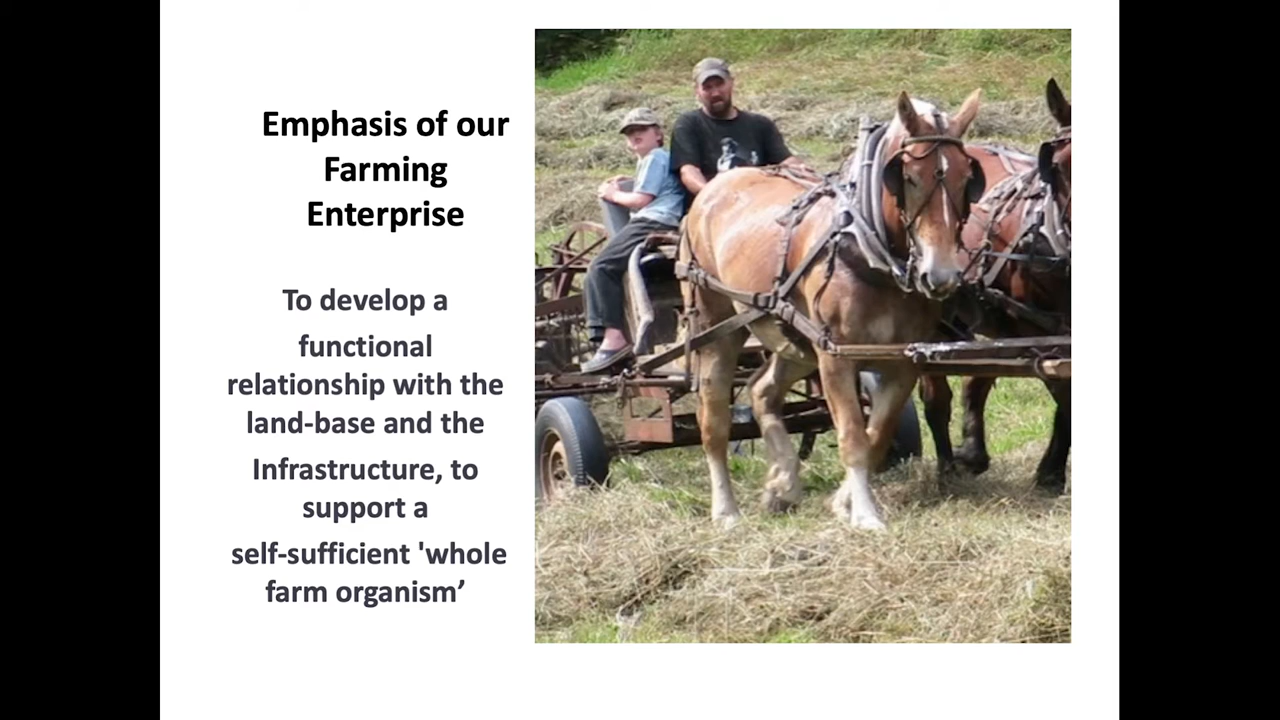 Emphasis of our
Farming
Enterprise
To develop a
functional
relationship with the
land-base and the
Infrastructure, to
support a
self-sufficient 'whole
farm organism’